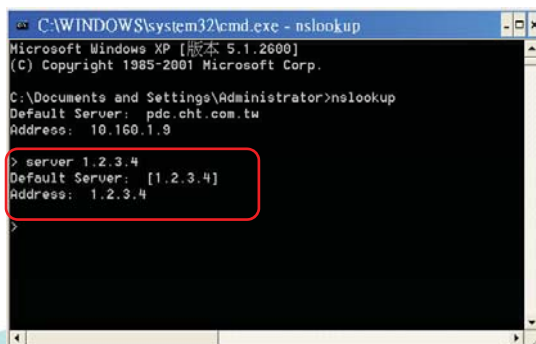 C:\WINDOWS\system32\cmd.exe - nslookup
Microsoft Windows XP [版本 5.1.2600]
(C) Copyright 1985-2001 Microsoft Corp.
C:\Documents and Settings\Administrator>nslookup
Default Server:  pdc.cht.com.tw
Address:  10.160.1.9
> server 1.2.3.4
Default Server:  [1.2.3.4]
Address:  1.2.3.4
>